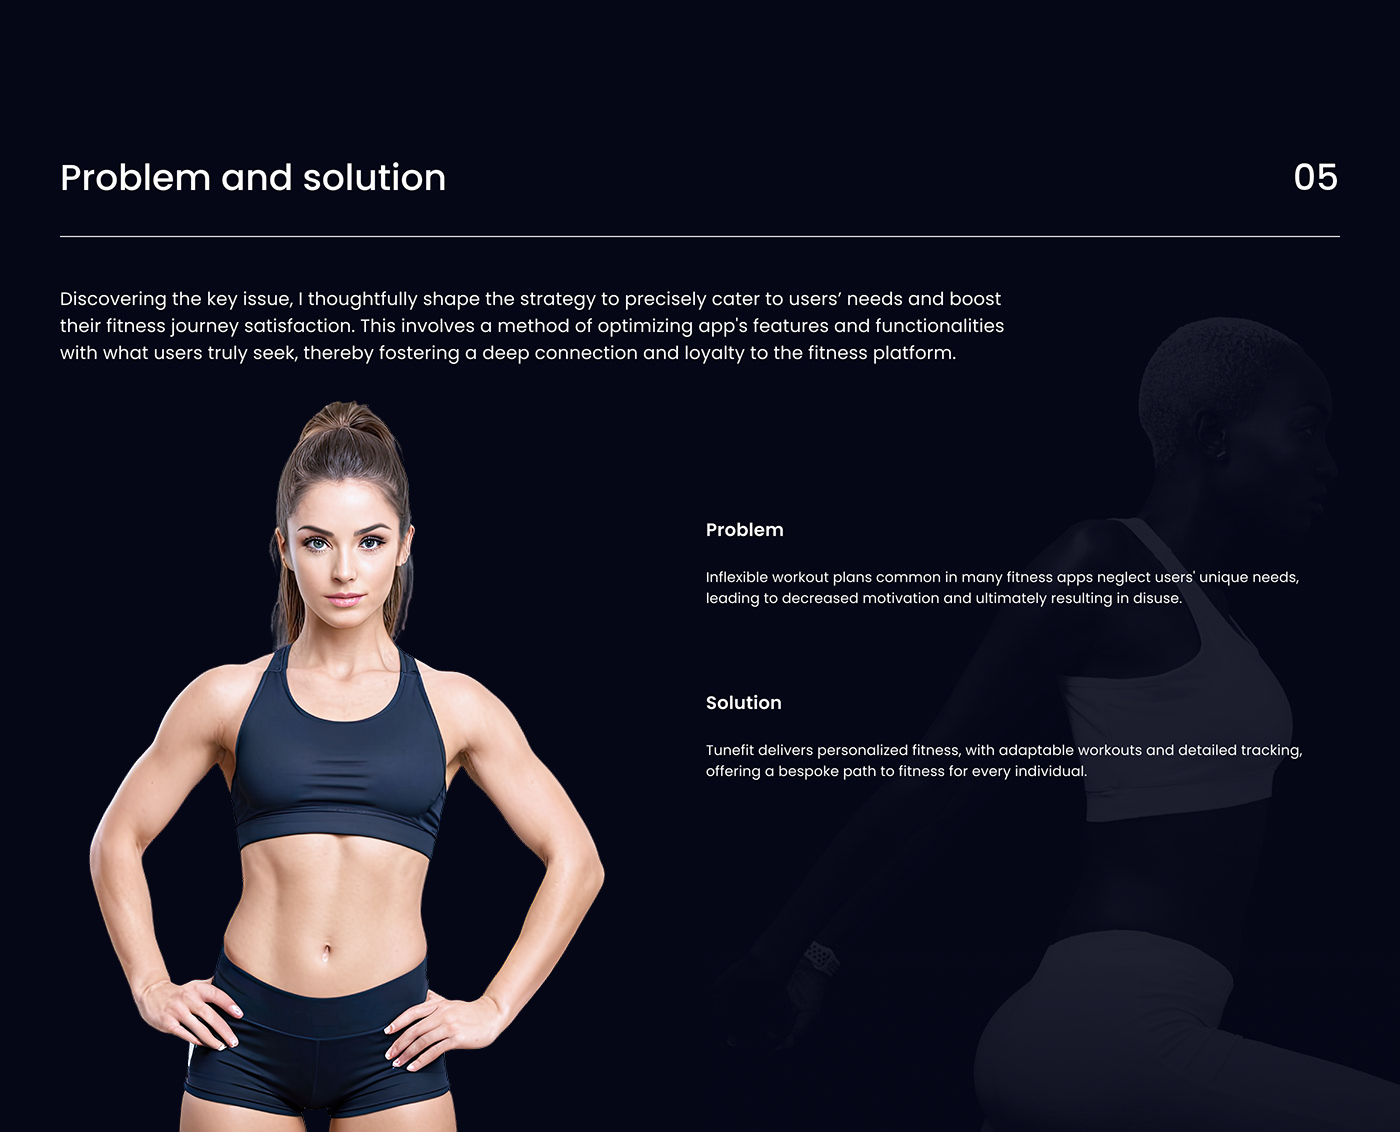 Problem and solution
05
Discovering the key issue, I thoughtfully shape the strategy to precisely cater to users’ needs and boost
their fitness journey satisfaction. This involves a method of optimizing app's features and functionalities
with what users truly seek, thereby fostering a deep connection and loyalty to the fitness platform.
Problem
Inflexible workout plans common in many fitness apps neglect users' unique needs,
leading to decreased motivation and ultimately resulting in disuse.
Solution
Tunefit delivers personalized fitness, with adaptable workouts and detailed tracking,
offering a bespoke path to fitness for every individual.